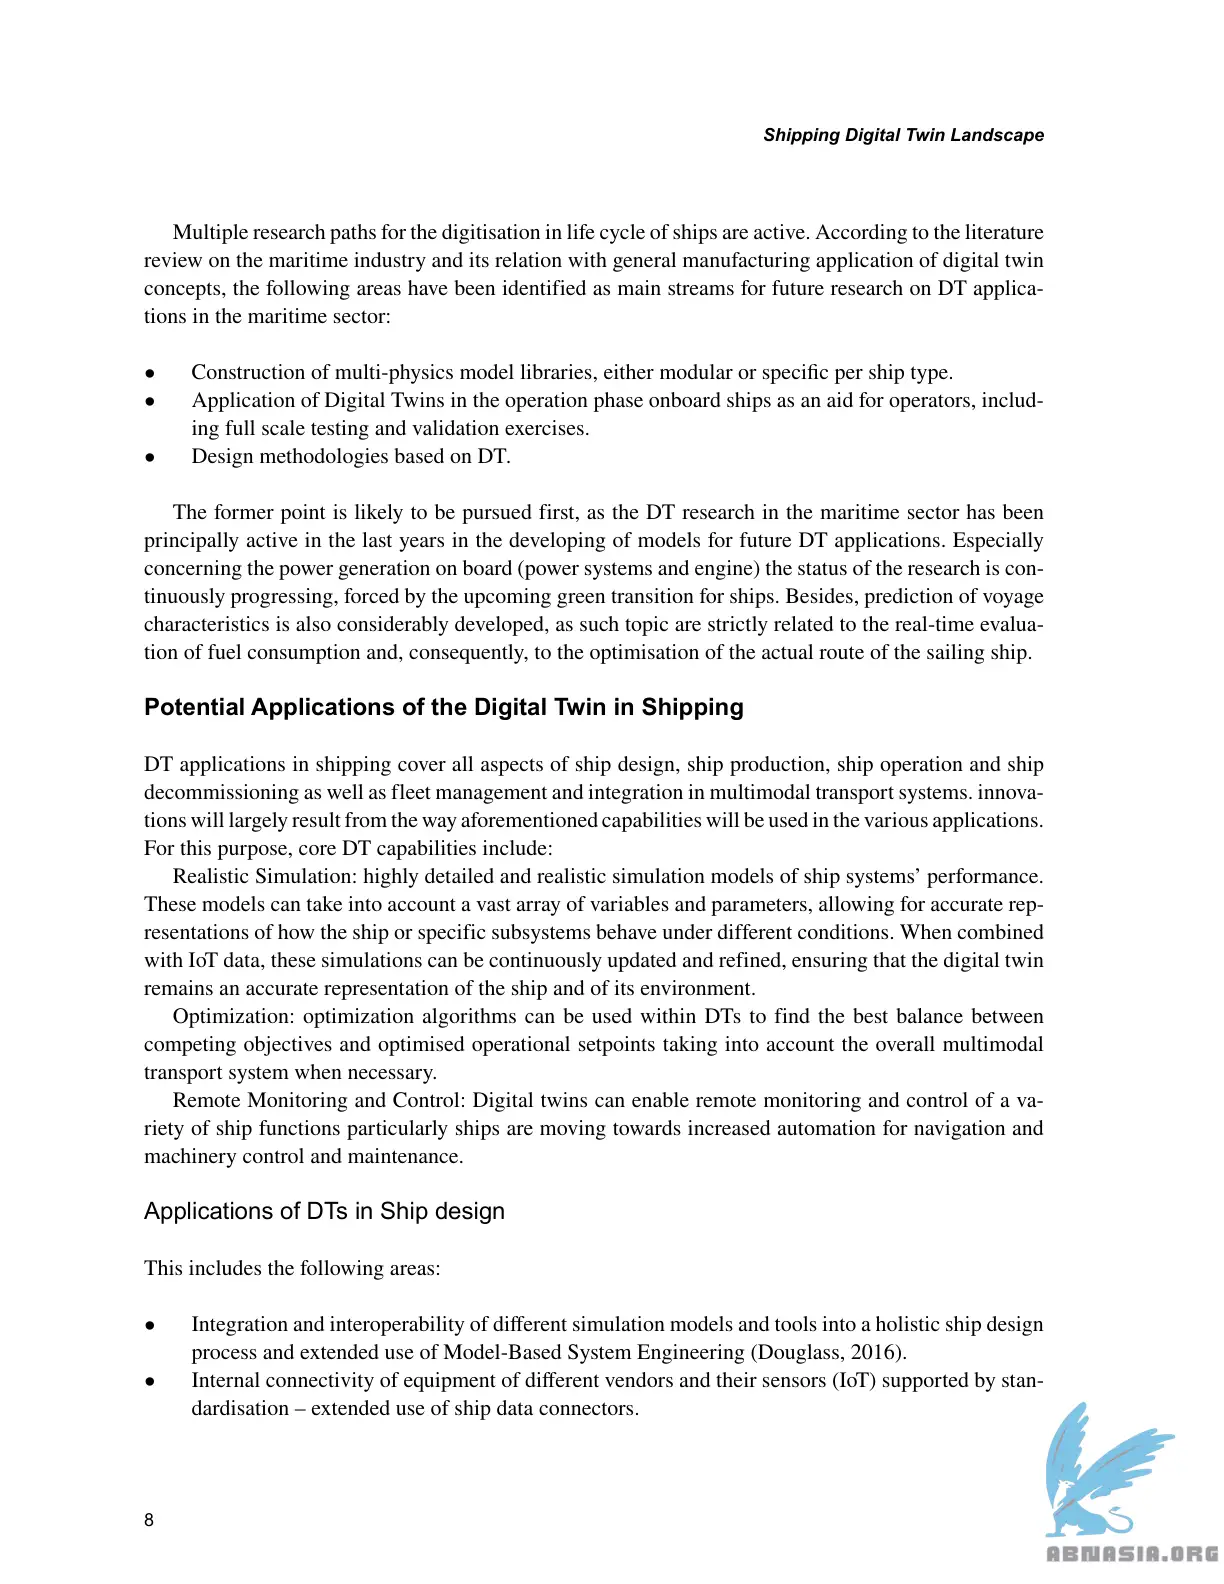 Shipping Digital Twin Landscape
Multiple research paths for the digitisation in life cycle of ships are active. According to the literature
review on the maritime industry and its relation with general manufacturing application of digital twin
concepts, the following areas have been identified as main streams for future research on DT applica-
tions in the maritime sector:
● Construction of multi-physics model libraries, either modular or specific per ship type.
● Application of Digital Twins in the operation phase onboard ships as an aid for operators, includ-
ing full scale testing and validation exercises.
● Design methodologies based on DT.
The former point is likely to be pursued first, as the DT research in the maritime sector has been
principally active in the last years in the developing of models for future DT applications. Especially
concerning the power generation on board (power systems and engine) the status of the research is con-
tinuously progressing, forced by the upcoming green transition for ships. Besides, prediction of voyage
characteristics is also considerably developed, as such topic are strictly related to the real-time evalua-
tion of fuel consumption and, consequently, to the optimisation of the actual route of the sailing ship.
Potential Applications of the Digital Twin in Shipping
DT applications in shipping cover all aspects of ship design, ship production, ship operation and ship
decommissioning as well as fleet management and integration in multimodal transport systems. innova-
tions will largely result from the way aforementioned capabilities will be used in the various applications.
For this purpose, core DT capabilities include:
Realistic Simulation: highly detailed and realistic simulation models of ship systems’ performance.
These models can take into account a vast array of variables and parameters, allowing for accurate rep-
resentations of how the ship or specific subsystems behave under different conditions. When combined
with IoT data, these simulations can be continuously updated and refined, ensuring that the digital twin
remains an accurate representation of the ship and of its environment.
Optimization: optimization algorithms can be used within DTs to find the best balance between
competing objectives and optimised operational setpoints taking into account the overall multimodal
transport system when necessary.
Remote Monitoring and Control: Digital twins can enable remote monitoring and control of a va-
riety of ship functions particularly ships are moving towards increased automation for navigation and
machinery control and maintenance.
Applications of DTs in Ship design
This includes the following areas:
● Integration and interoperability of different simulation models and tools into a holistic ship design
process and extended use of Model-Based System Engineering (Douglass, 2016).
● Internal connectivity of equipment of different vendors and their sensors (IoT) supported by stan-
dardisation – extended use of ship data connectors.
8
ABNASIA.ORG